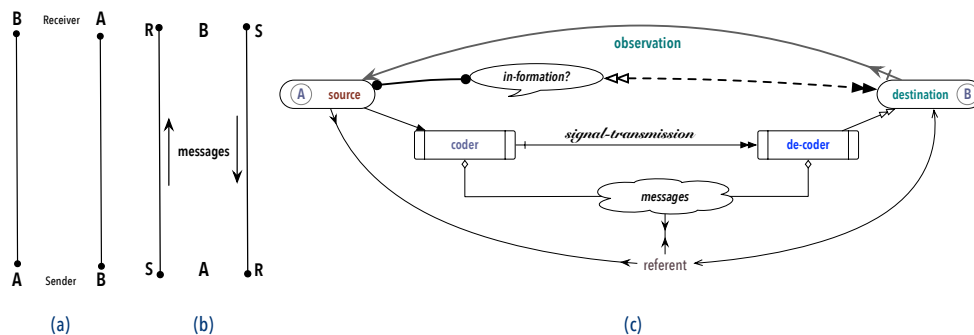 B Receiver A
A Sender B
(a)
R B S
messages
S A R
(b)
observation
in-formation?
A source
destination B
signal-transmission
coder
de-coder
messages
referent
(c)